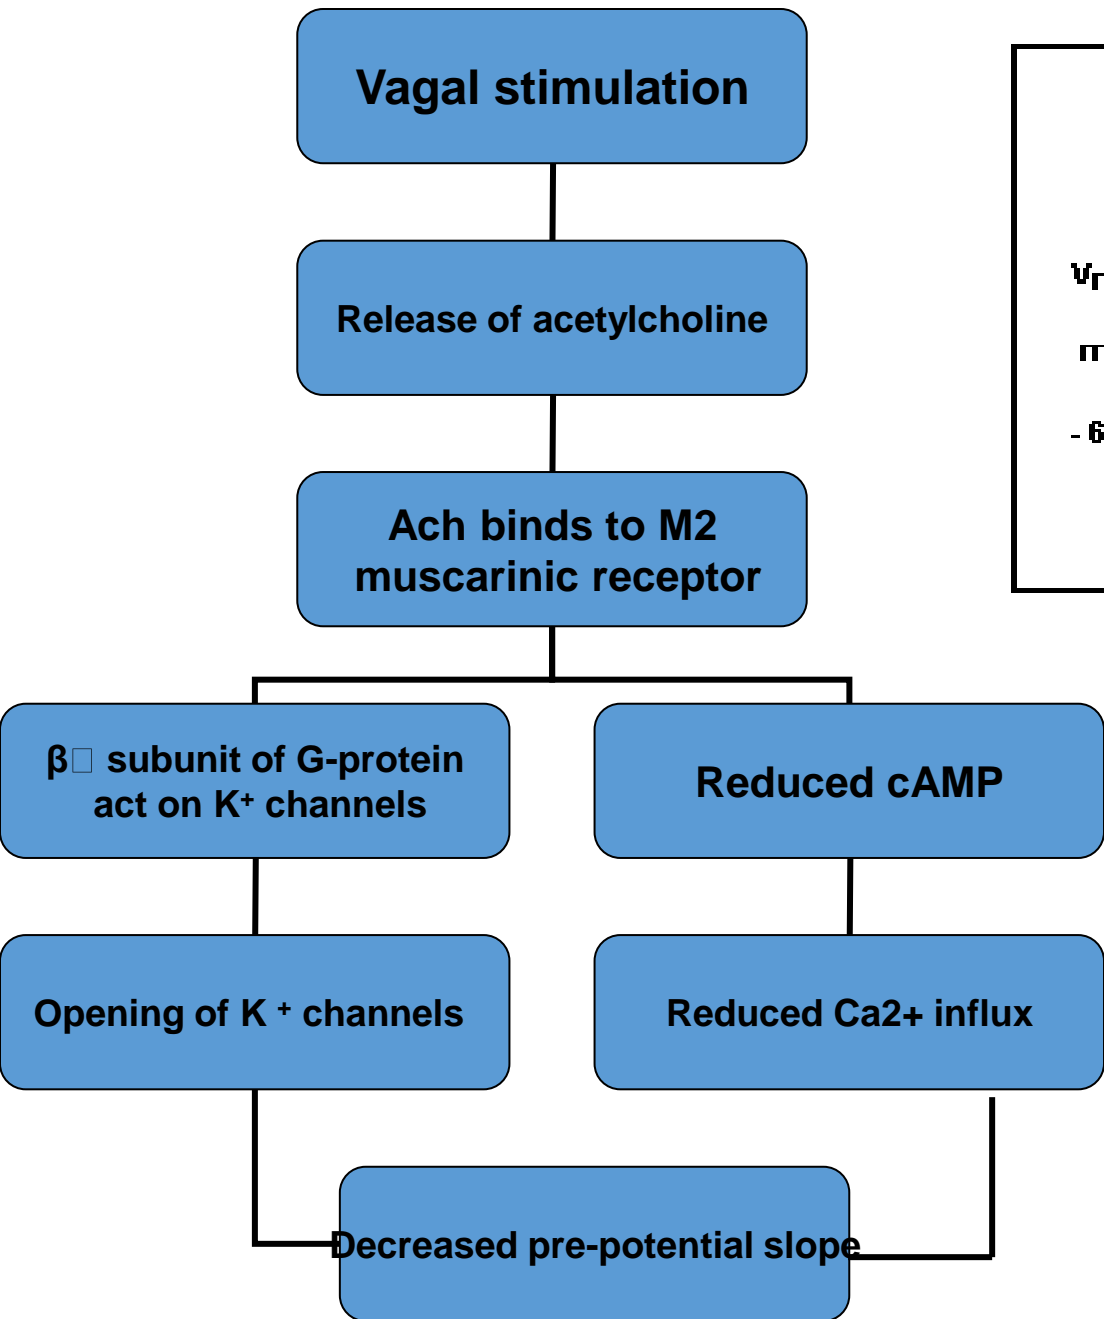 Vagal stimulation
Release of acetylcholine
Ach binds to M2
muscarinic receptor
β□ subunit of G-protein
act on K⁺ channels
Reduced cAMP
Opening of K ⁺ channels
Reduced Ca2+ influx
Decreased pre-potential slope
- 6